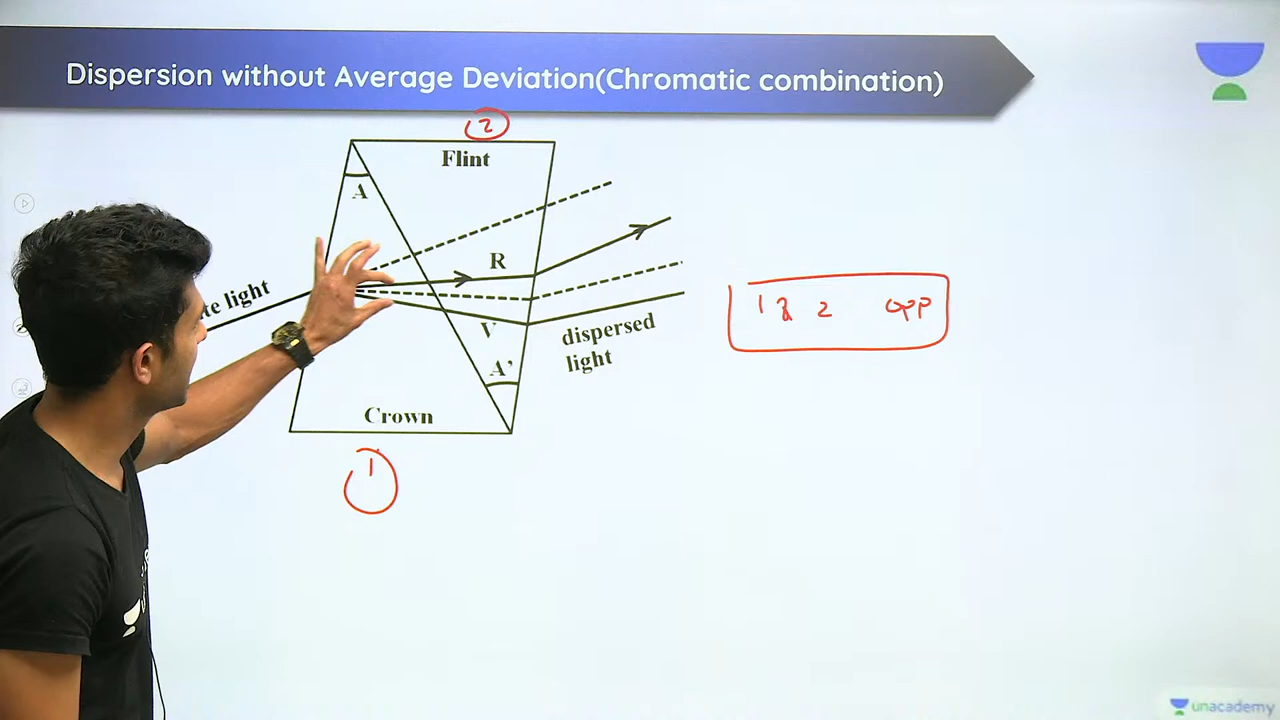 Dispersion without Average Deviation(Chromatic combination)
2
Flint
A
R
te light
1 & 2 opp
V
dispersed
light
A'
Crown
1
unacademy